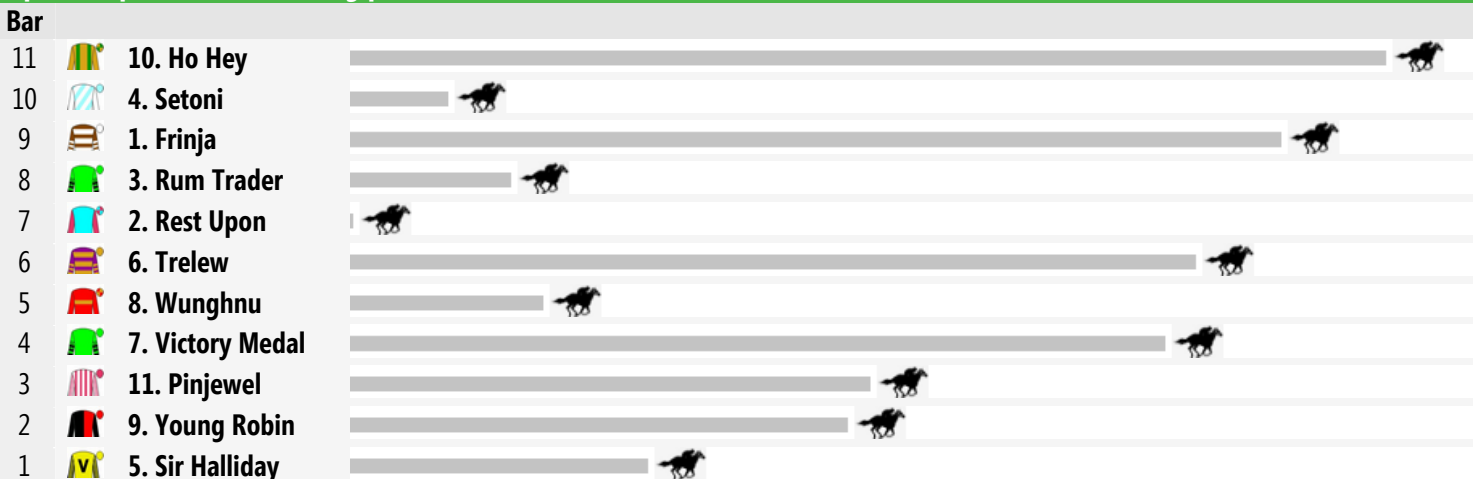 Bar
11 10. Ho Hey
10 4. Setoni
9 1. Frinja
8 3. Rum Trader
7 2. Rest Upon
6 6. Trelew
5 8. Wunghnu
4 7. Victory Medal
3 11. Pinjewel
2 9. Young Robin
1 V 5. Sir Halliday